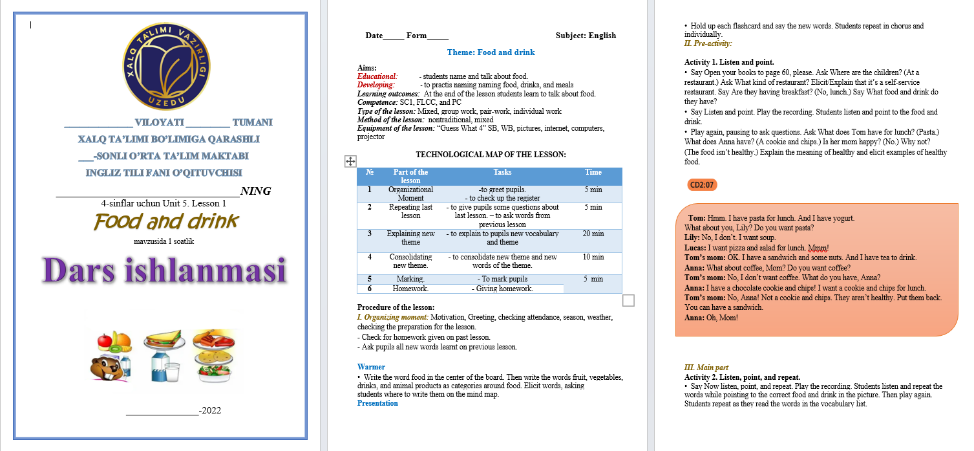 XALQ TA'LIMI VAZIRLIGI
UZEDU
______________ VILOYATI _________ TUMANI
XALQ TA'LIMI BO'LIMIGA QARASHLI
___-SONLI O'RTA TA'LIM MAKTABI
INGLIZ TILI FANI O'QITUVCHISI
______________________________NING
4-sinflar uchun Unit 5. Lesson 1
Food and drink
mavzusida 1 soatlik
Dars ishlanmasi
_______________-2022
Date_____ Form_____ Subject: English
Theme: Food and drink
Aims:
Educational: - students name and talk about food.
Developing: - to practis naming naming food, drinks, and meals
Learning outcomes: At the end of the lesson students learn to talk about food.
Competence: SC1, FLCC, and PC
Type of the lesson: Mixed, group work, pair-work, individual work
Method of the lesson: nontraditional, mixed
Equipment of the lesson: "Guess What 4" SB, WB, pictures, internet, computers,
projector
TECHNOLOGICAL MAP OF THE LESSON:
№ Part of the lesson Tasks Time
1 Organizational Moment -to greet pupils. - to check up the register 5 min
2 Repeating last lesson - to give pupils some questions about last lesson. – to ask words from previous lesson 5 min
3 Explaining new theme - to explain to pupils new vocabulary and theme 20 min
4 Consolidating new theme. - to consolidate new theme and new words of the theme. 10 min
5 Marking. - To mark pupils 5 min
6 Homework. - Giving homework.
Procedure of the lesson:
I. Organizing moment: Motivation, Greeting, checking attendance, season, weather,
checking the preparation for the lesson.
- Check for homework given on past lesson.
- Ask pupils all new words learnt on previous lesson.
Warmer
• Write the word food in the center of the board. Then write the words fruit, vegetables,
drinks, and animal products as categories around food. Elicit words, asking
students where to write them on the mind map.
Presentation
• Hold up each flashcard and say the new words. Students repeat in chorus and
individually.
II. Pre-activity:
Activity 1. Listen and point.
• Say Open your books to page 60, please. Ask Where are the children? (At a
restaurant.) Ask What kind of restaurant? Elicit/Explain that it's a self-service
restaurant. Say Are they having breakfast? (No, lunch.) Say What food and drink do
they have?
• Say Listen and point. Play the recording. Students listen and point to the food and
drink.
• Play again, pausing to ask questions. Ask What does Tom have for lunch? (Pasta.)
What does Anna have? (A cookie and chips.) Is her mom happy? (No.) Why not?
(The food isn't healthy.) Explain the meaning of healthy and elicit examples of healthy
food.
CD2:07
Tom: Hmm. I have pasta for lunch. And I have yogurt.
What about you, Lily? Do you want pasta?
Lily: No, I don't. I want soup.
Lucas: I want pizza and salad for lunch. Mmm!
Tom's mom: OK. I have a sandwich and some nuts. And I have tea to drink.
Anna: What about coffee, Mom? Do you want coffee?
Tom's mom: No, I don't want coffee. What do you have, Anna?
Anna: I have a chocolate cookie and chips! I want a cookie and chips for lunch.
Tom's mom: No, Anna! Not a cookie and chips. They aren't healthy. Put them back.
You can have a sandwich.
Anna: Oh, Mom!
III. Main part
Activity 2. Listen, point, and repeat.
• Say Now listen, point, and repeat. Play the recording. Students listen and repeat the
words while pointing to the correct food and drink in the picture. Then play again.
Students repeat as they read the words in the vocabulary list.